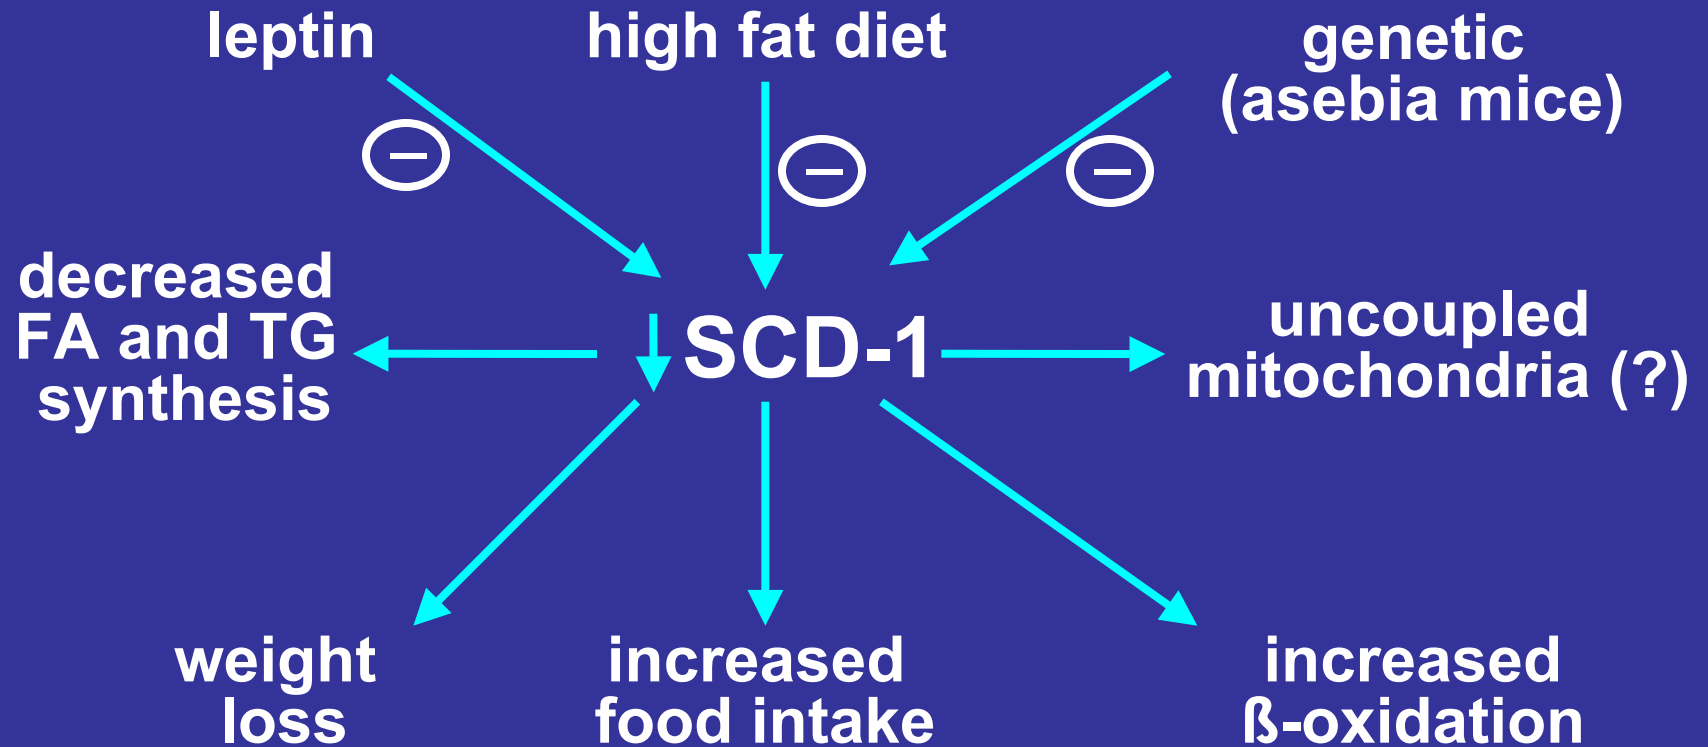 leptin
high fat diet
genetic
(asebia mice)
–
–
–
decreased
FA and TG
synthesis
SCD-1
uncoupled
mitochondria (?)
weight
loss
increased
food intake
increased
ß-oxidation